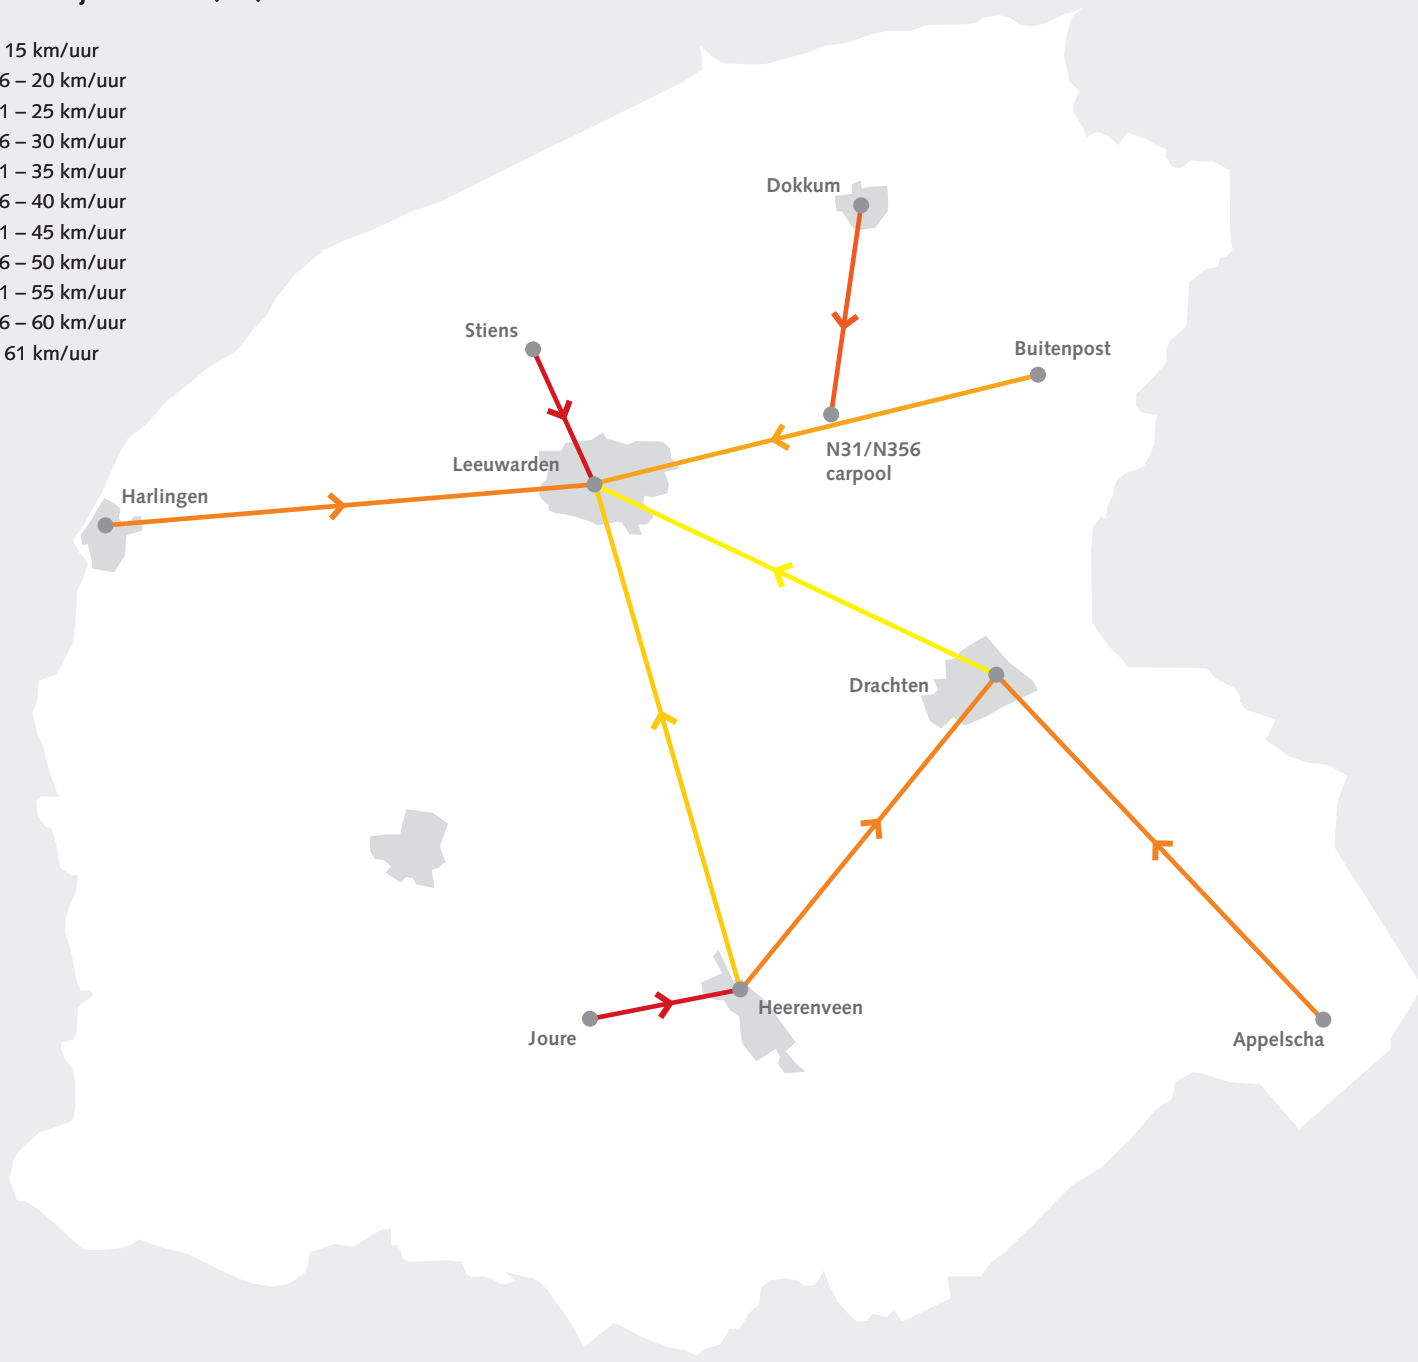 15 km/uur
6 – 20 km/uur
1 – 25 km/uur
6 – 30 km/uur
1 – 35 km/uur
6 – 40 km/uur
1 – 45 km/uur
6 – 50 km/uur
1 – 55 km/uur
6 – 60 km/uur
61 km/uur
Dokkum
Stiens
Buitenpost
N31/N356
carpool
Leeuwarden
Harlingen
Drachten
Heerenveen
Joure
Appelscha